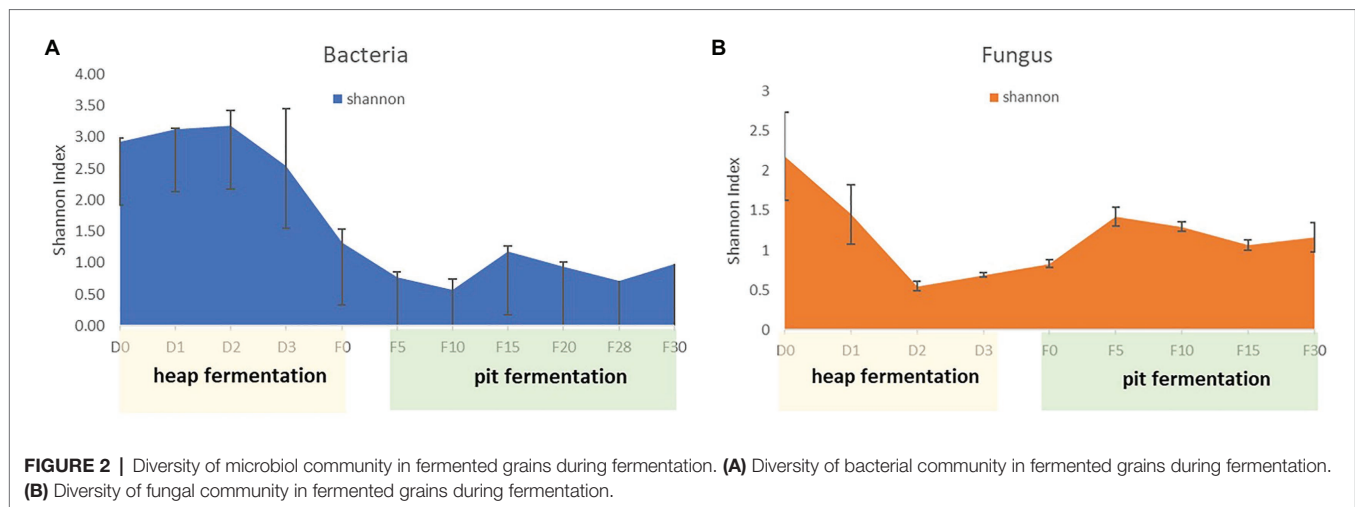 A
Bacteria
shannon
Shannon Index
4.00
3.50
3.00
2.50
2.00
1.50
1.00
0.50
0.00
D0 D1 D2 D3 F0 F5 F10 F15 F20 F28 F30
heap fermentation pit fermentation
B
Fungus
shannon
Shannon Index
3
2.5
2
1.5
1
0.5
0
D0 D1 D2 D3 F0 F5 F10 F15 F30
heap fermentation pit fermentation
FIGURE 2 | Diversity of microbiol community in fermented grains during fermentation. (A) Diversity of bacterial community in fermented grains during fermentation.
(B) Diversity of fungal community in fermented grains during fermentation.